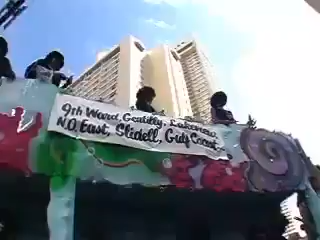 9th Ward, Gentilly, Lakeview,
N.O. East, Slidell, Gulf Coast...